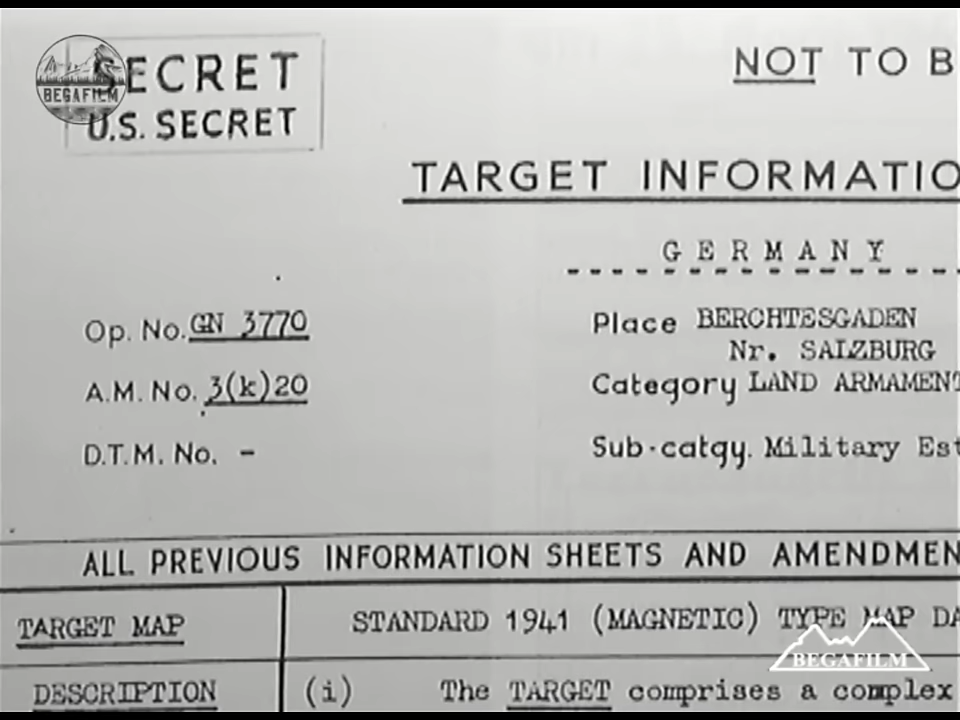 SECRET
U.S. SECRET
BEGAFILM
NOT TO B
TARGET INFORMATIO
GERMANY
Op. No. GN 3770
Place BERCHTESGADEN
Nr. SALZBURG
A.M. No. 3(k)20
Category LAND ARMAMENT
D.T.M. No. -
Sub-catgy. Military Est
ALL PREVIOUS INFORMATION SHEETS AND AMENDMEN
TARGET MAP STANDARD 1941 (MAGNETIC) TYPE MAP DA
BEGAFILM
DESCRIPTION (i) The TARGET comprises a complex